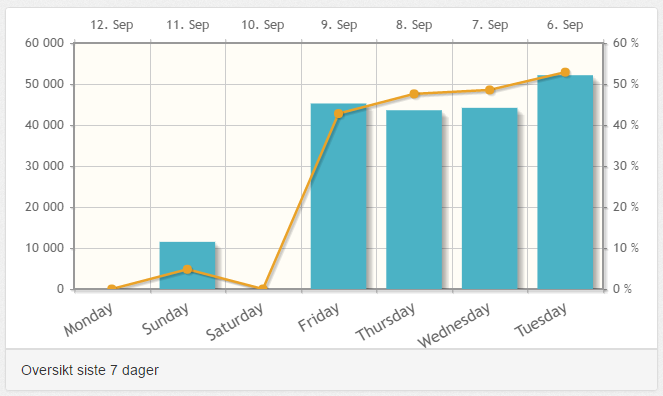 12. Sep 11. Sep 10. Sep 9. Sep 8. Sep 7. Sep 6. Sep
60 000 60 %
50 000 50 %
40 000 40 %
30 000 30 %
20 000 20 %
10 000 10 %
0 0 %
Monday Sunday Saturday Friday Thursday Wednesday Tuesday
Oversikt siste 7 dager